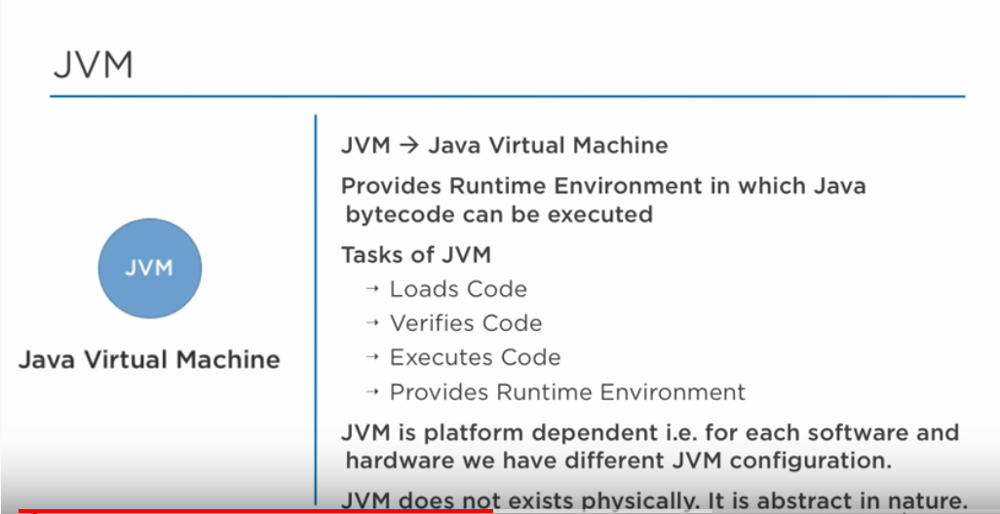 JVM
JVM
Java Virtual Machine
JVM → Java Virtual Machine
Provides Runtime Environment in which Java
bytecode can be executed
Tasks of JVM
→ Loads Code
→ Verifies Code
→ Executes Code
→ Provides Runtime Environment
JVM is platform dependent i.e. for each software and
hardware we have different JVM configuration.
JVM does not exists physically. It is abstract in nature.